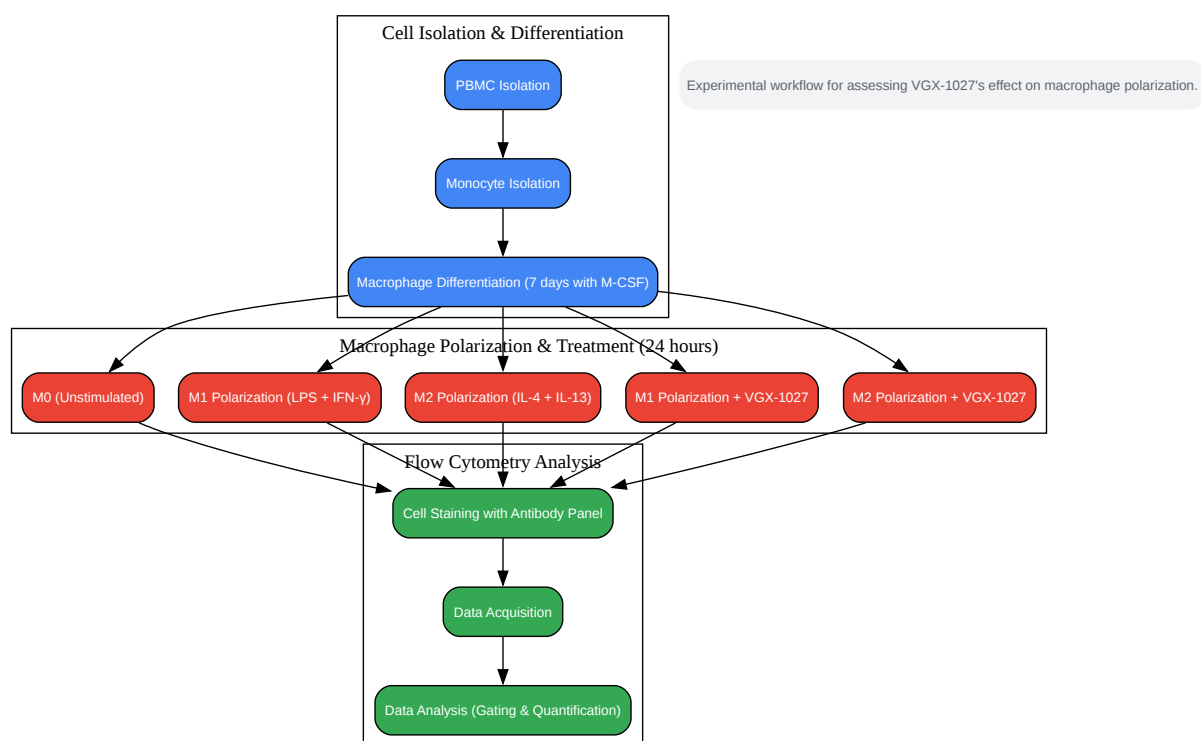 Cell Isolation & Differentiation
PBMC Isolation
Experimental workflow for assessing VGX-1027's effect on macrophage polarization.
Monocyte Isolation
Macrophage Differentiation (7 days with M-CSF)
Macrophage Polarization & Treatment (24 hours)
M0 (Unstimulated)
M1 Polarization (LPS + IFN-γ)
M2 Polarization (IL-4 + IL-13)
M1 Polarization + VGX-1027
M2 Polarization + VGX-1027
Flow Cytometry Analysis
Cell Staining with Antibody Panel
Data Acquisition
Data Analysis (Gating & Quantification)